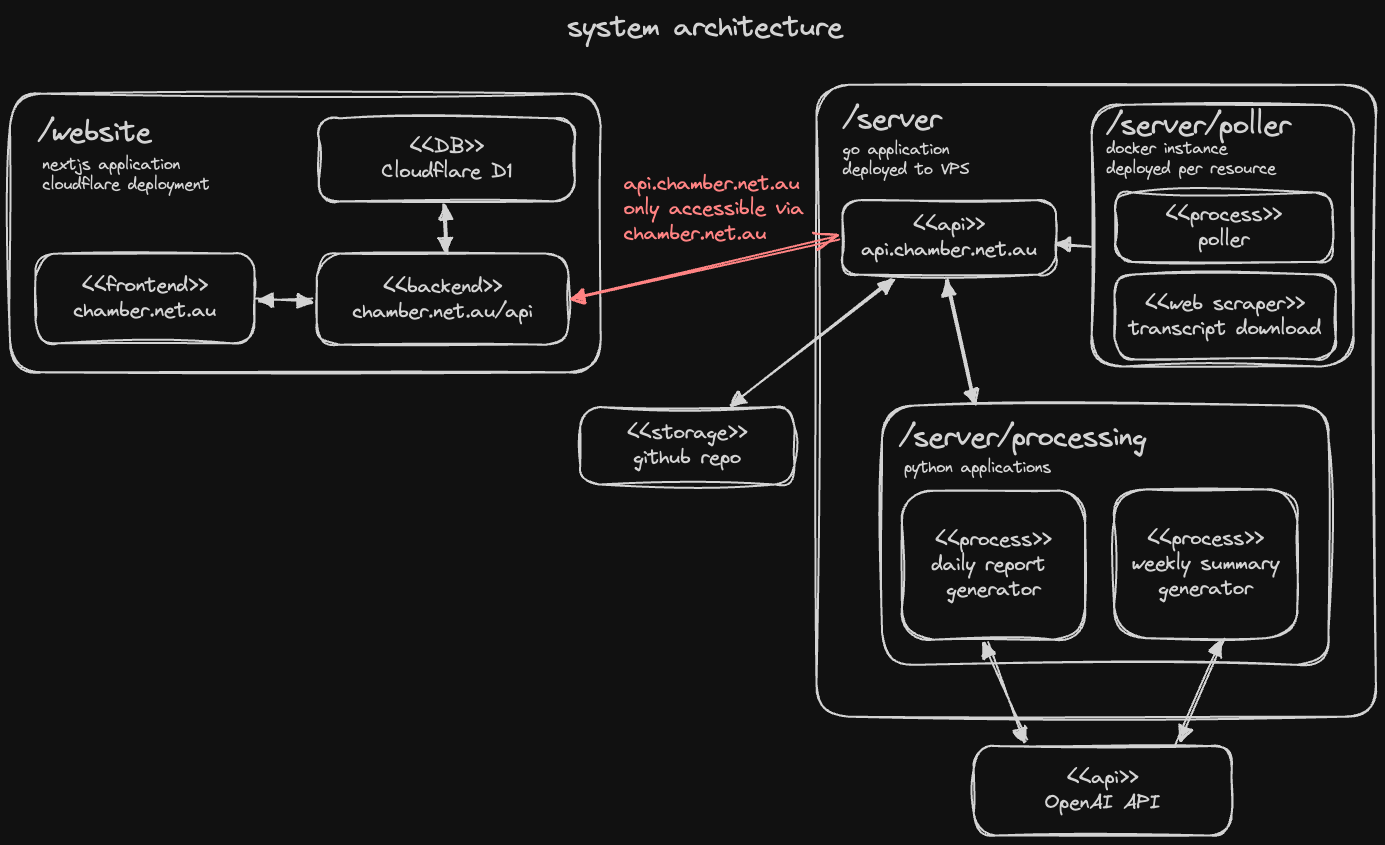 system architecture
/website
nextjs application
cloudflare deployment
<<DB>>
Cloudflare D1
<<frontend>>
chamber.net.au
<<backend>>
chamber.net.au/api
api.chamber.net.au
only accessible via
chamber.net.au
/server
go application
deployed to VPS
<<api>>
api.chamber.net.au
/server/poller
docker instance
deployed per resource
<<process>>
poller
<<web scraper>>
transcript download
<<storage>>
github repo
/server/processing
python applications
<<process>>
daily report
generator
<<process>>
weekly summary
generator
<<api>>
OpenAI API